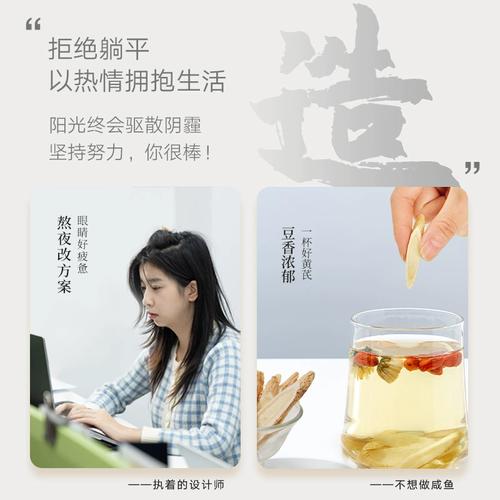 “
拒绝躺平
以热情拥抱生活
阳光终会驱散阴霾
坚持努力，你很棒！
造
”
眼睛好疲惫
熬夜改方案
——执着的设计师
一杯好黄芪
豆香浓郁
——不想做咸鱼